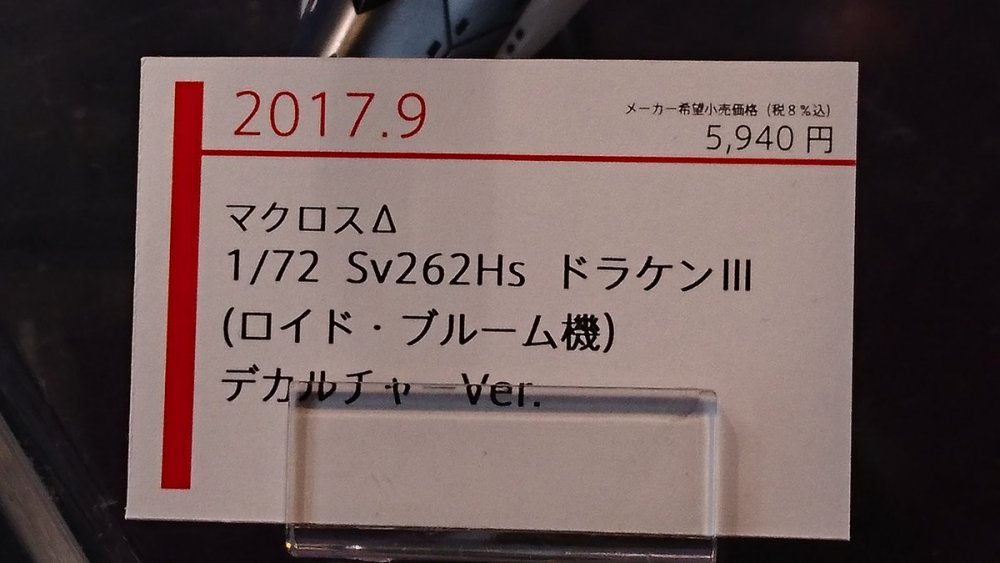 2017.9
メーカー希望小売価格（税8％込）
5,940 円
マクロスΔ
1/72 Sv262Hs ドラケンIII
(ロイド・ブルーム機)
デカルチャーVer.